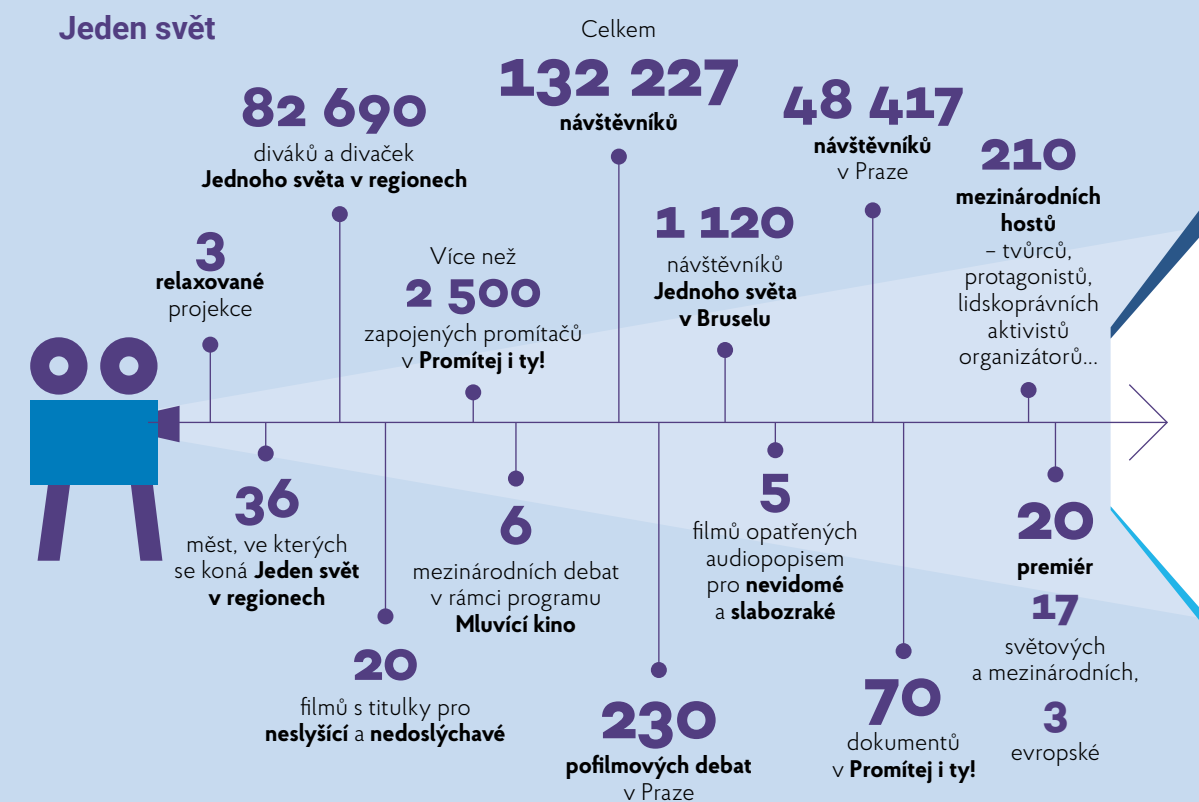 Jeden svět
3
relaxované
projekce
82 690
diváků a divaček
Jednoho světa v regionech
Více než
2 500
zapojených promítačů
v Promítej i ty!
Celkem
132 227
návštěvníků
1 120
návštěvníků
Jednoho světa
v Bruselu
48 417
návštěvníků
v Praze
210
mezinárodních
hostů
– tvůrců,
protagonistů,
lidskoprávních
aktivistů
organizátorů...
36
měst, ve kterých
se koná Jeden svět
v regionech
20
filmů s titulky pro
neslyšící a nedoslýchavé
6
mezinárodních debat
v rámci programu
Mluvící kino
230
pofilmových debat
v Praze
5
filmů opatřených
audiopopisem
pro nevidomé
a slabozraké
70
dokumentů
v Promítej i ty!
20
premiér
17
světových
a mezinárodních,
3
evropské